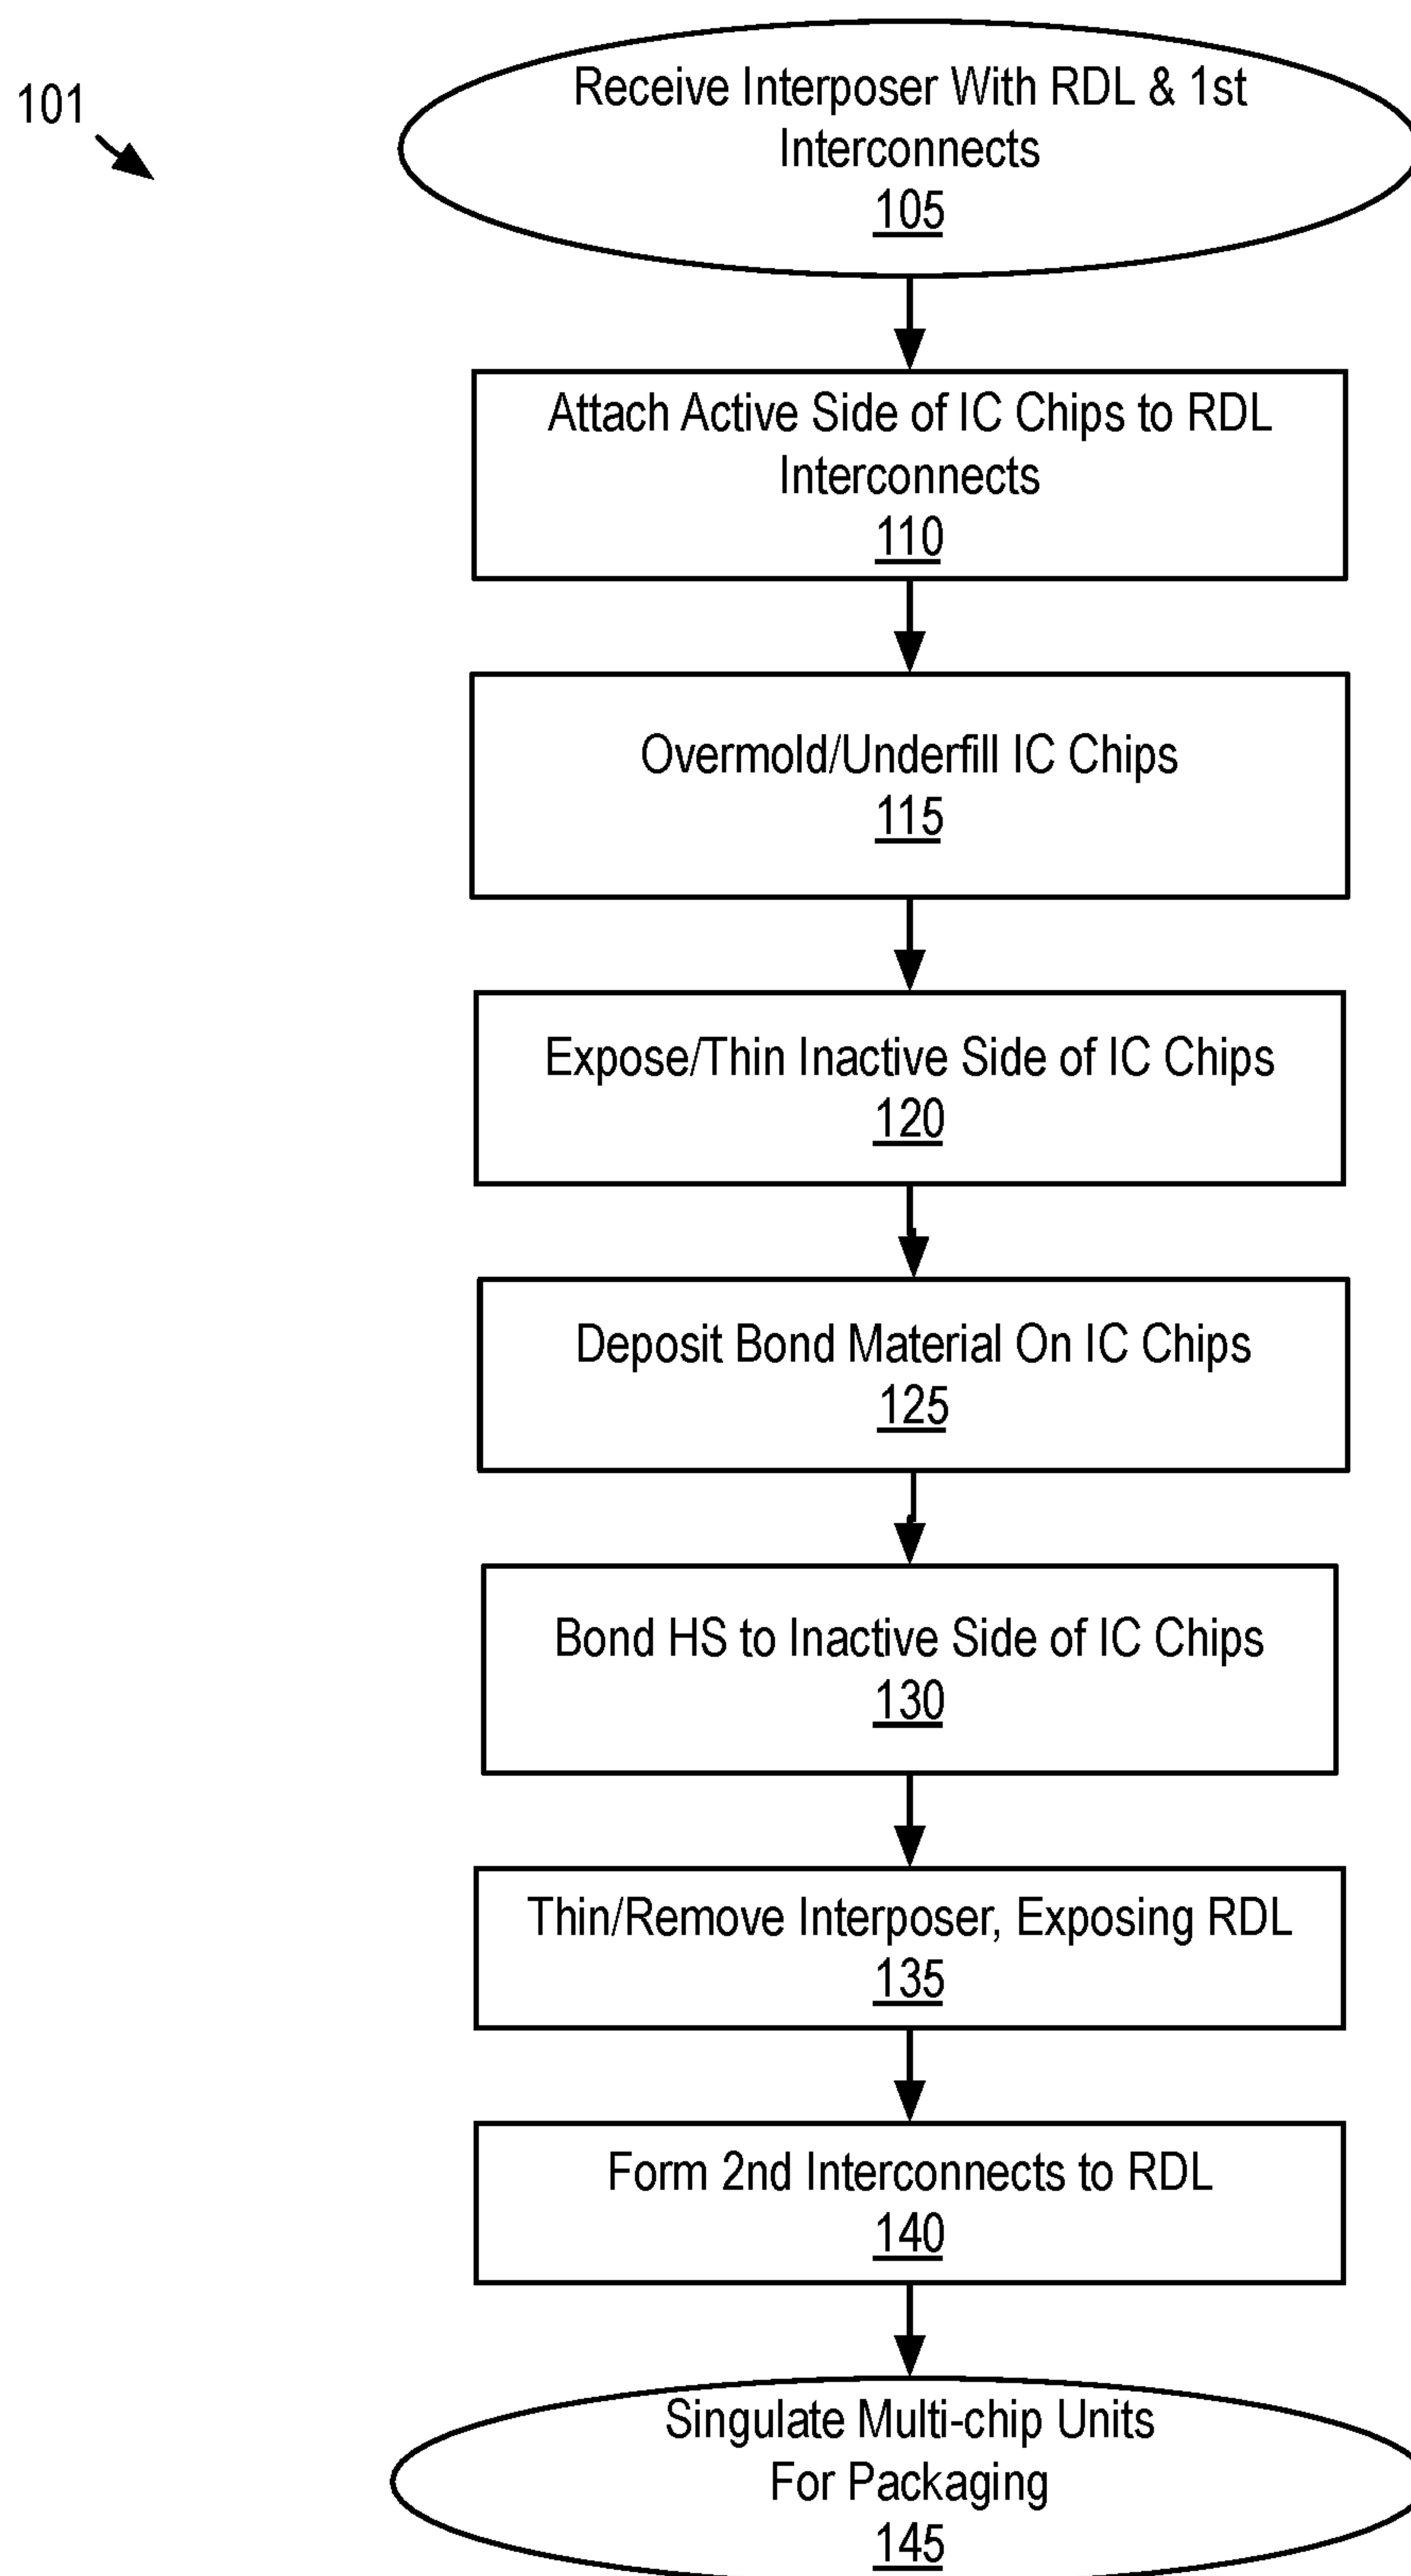 101
Receive Interposer With RDL & 1st
Interconnects
105
Attach Active Side of IC Chips to RDL
Interconnects
110
Overmold/Underfill IC Chips
115
Expose/Thin Inactive Side of IC Chips
120
Deposit Bond Material On IC Chips
125
Bond HS to Inactive Side of IC Chips
130
Thin/Remove Interposer, Exposing RDL
135
Form 2nd Interconnects to RDL
140
Singulate Multi-chip Units
For Packaging
145